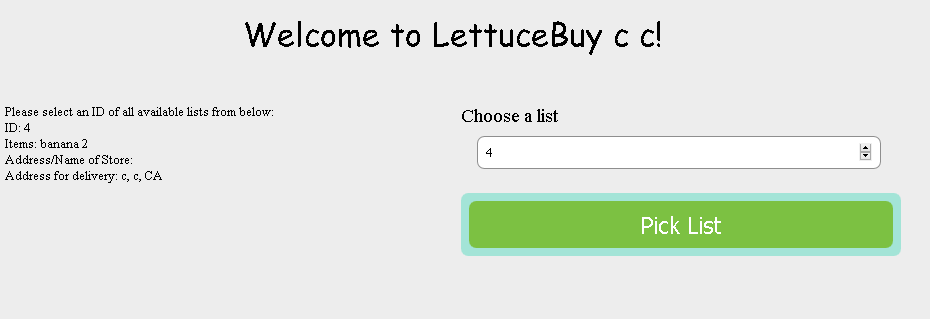 Welcome to LettuceBuy c c!
Please select an ID of all available lists from below:
ID: 4
Items: banana 2
Address/Name of Store:
Address for delivery: c, c, CA
Choose a list
4
Pick List